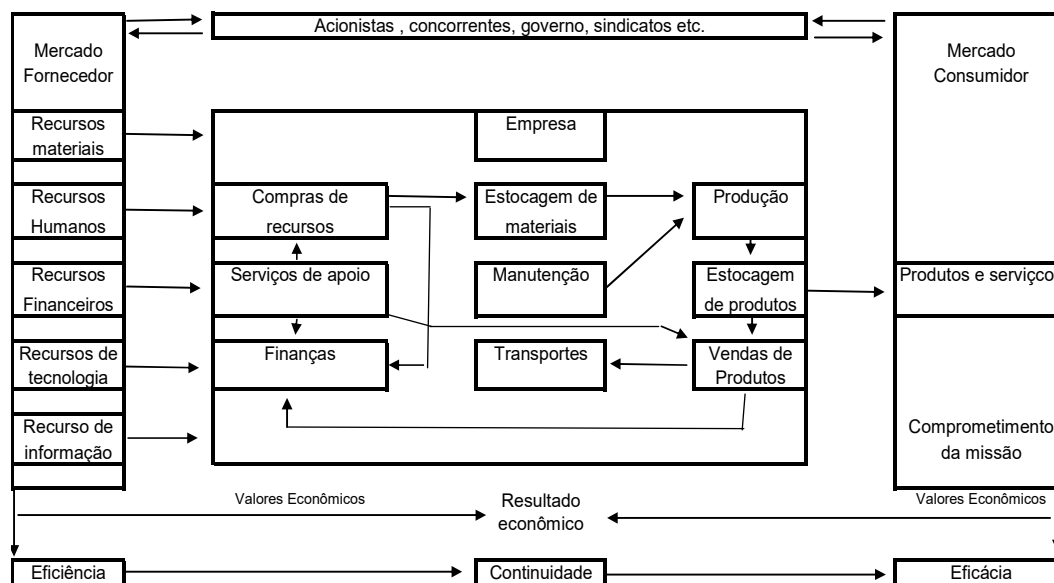 Acionistas , concorrentes, governo, sindicatos etc.
Mercado
Fornecedor
Mercado
Consumidor
Recursos
materiais
Empresa
Recursos
Humanos
Compras de
recursos
Estocagem de
materiais
Produção
Recursos
Financeiros
Serviços de apoio
Manutenção
Estocagem
de produtos
Produtos e serviçco
Recursos de
tecnologia
Finanças
Transportes
Vendas de
Produtos
Recurso de
informação
Comprometimento
da missão
Valores Econômicos
Resultado
econômico
Valores Econômicos
Eficiência
Continuidade
Eficácia